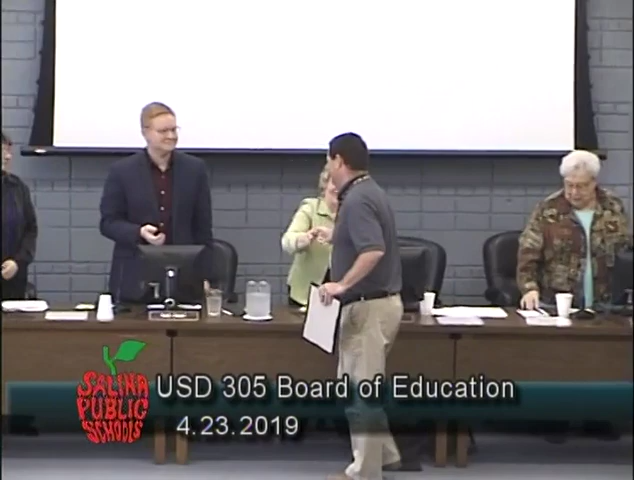 SALINA
PUBLIC
SCHOOLS
USD 305 Board of Education
4.23.2019